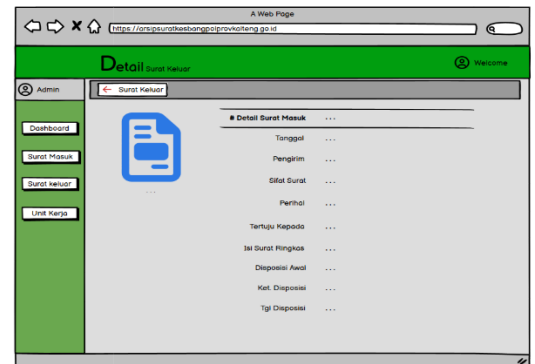 A Web Page
https://arsipsuratkesbangpolprovkalteng.go.id
Detail Surat Keluar
Welcome
Admin
← Surat Keluar
Dashboard
Surat Masuk
Surat keluar
Unit Kerja
...
# Detail Surat Masuk ...
Tanggal ...
Pengirim ...
Sifat Surat ...
Perihal ...
Tertuju Kepada ...
Isi Surat Ringkas ...
Disposisi Awal ...
Ket. Disposisi ...
Tgl Disposisi ...